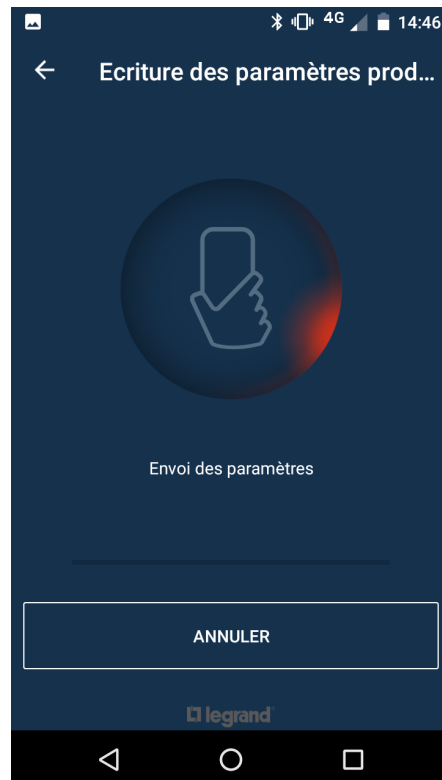 4G 14:46
Ecriture des paramètres prod...
Envoi des paramètres
ANNULER
legrand